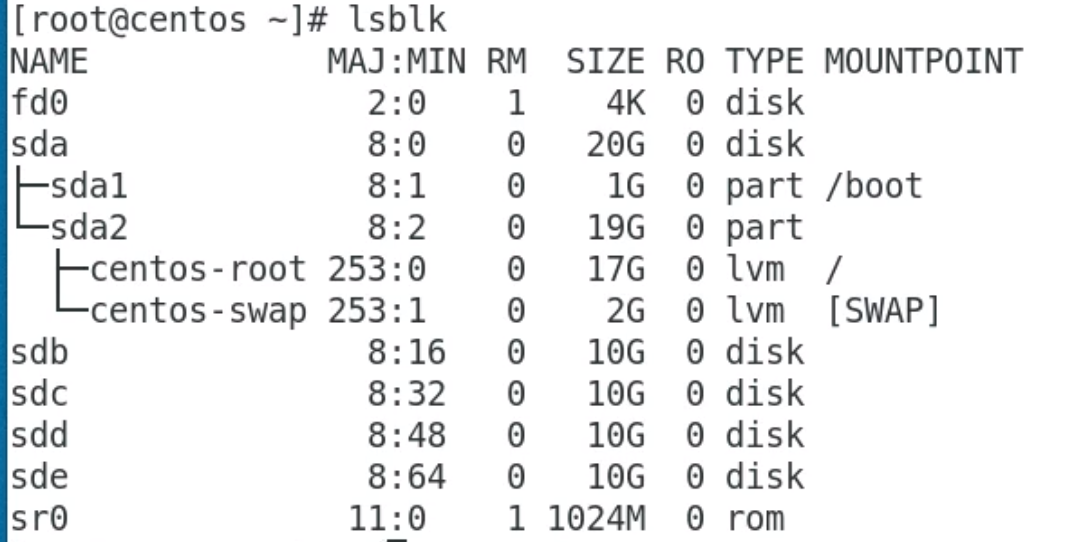 [root@centos ~]# lsblk
NAME            MAJ:MIN RM  SIZE RO TYPE MOUNTPOINT
fd0               2:0    1    4K  0 disk
sda               8:0    0   20G  0 disk
├─sda1            8:1    0    1G  0 part /boot
└─sda2            8:2    0   19G  0 part
  ├─centos-root 253:0    0   17G  0 lvm  /
  └─centos-swap 253:1    0    2G  0 lvm  [SWAP]
sdb               8:16   0   10G  0 disk
sdc               8:32   0   10G  0 disk
sdd               8:48   0   10G  0 disk
sde               8:64   0   10G  0 disk
sr0              11:0    1 1024M  0 rom